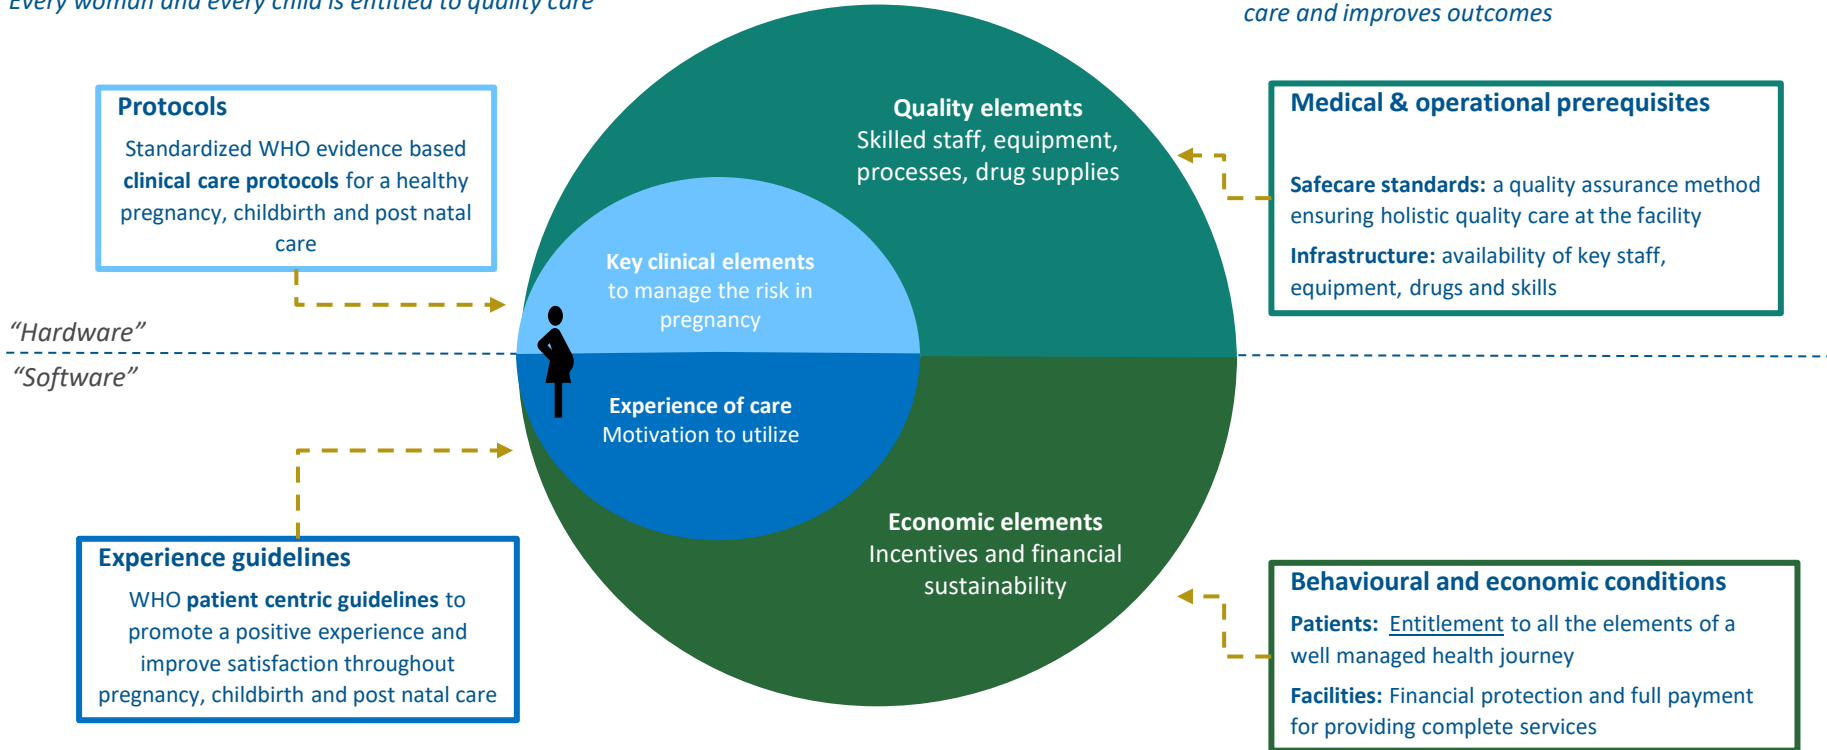 Every woman and every child is entitled to quality care
care and improves outcomes
Protocols
Standardized WHO evidence based
clinical care protocols for a healthy
pregnancy, childbirth and post natal
care
Quality elements
Skilled staff, equipment,
processes, drug supplies
Medical & operational prerequisites
Safecare standards: a quality assurance method
ensuring holistic quality care at the facility
Infrastructure: availability of key staff,
equipment, drugs and skills
Key clinical elements
to manage the risk in
pregnancy
“Hardware”
“Software”
Experience of care
Motivation to utilize
Economic elements
Incentives and financial
sustainability
Experience guidelines
WHO patient centric guidelines to
promote a positive experience and
improve satisfaction throughout
pregnancy, childbirth and post natal care
Behavioural and economic conditions
Patients: Entitlement to all the elements of a
well managed health journey
Facilities: Financial protection and full payment
for providing complete services